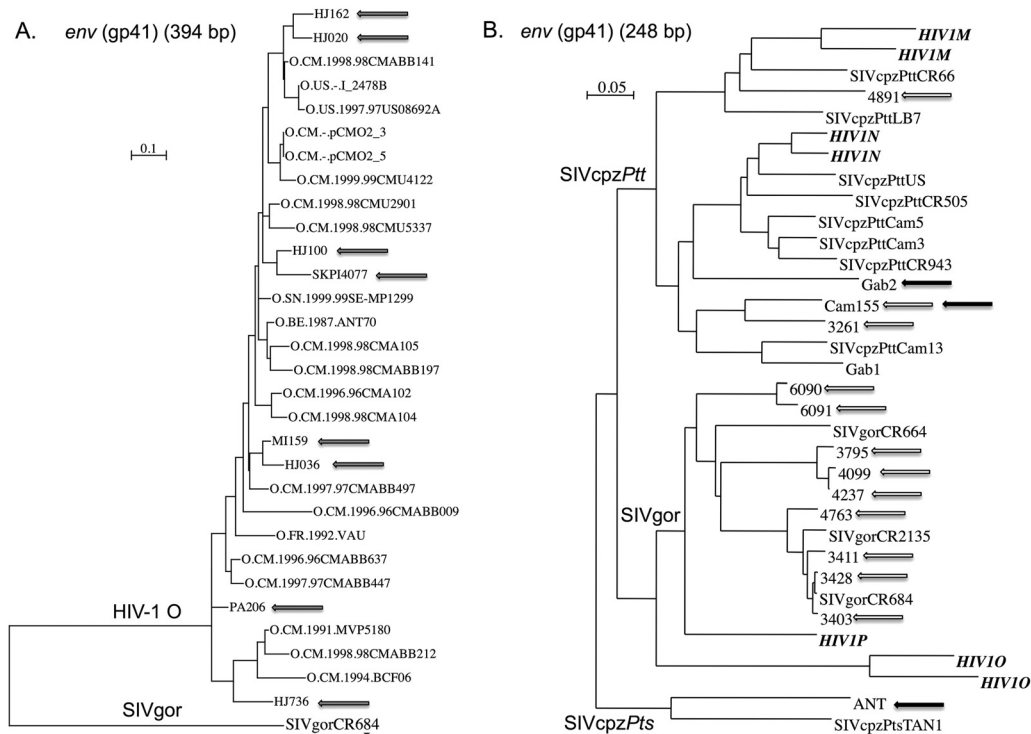 A. env (gp41) (394 bp)
HJ162
HJ020
O.CM.1998.98CMABB141
O.US.-.I_2478B
O.US.1997.97US08692A
O.CM.-.pCMO2_3
O.CM.-.pCMO2_5
O.CM.1999.99CMU4122
O.CM.1998.98CMU2901
O.CM.1998.98CMU5337
HJ100
SKPI4077
O.SN.1999.99SE-MP1299
O.BE.1987.ANT70
O.CM.1998.98CMA105
O.CM.1998.98CMABB197
O.CM.1996.96CMA102
O.CM.1998.98CMA104
MI159
HJ036
O.CM.1997.97CMABB497
O.CM.1996.96CMABB009
O.FR.1992.VAU
O.CM.1996.96CMABB637
O.CM.1997.97CMABB447
PA206
O.CM.1991.MVP5180
O.CM.1998.98CMABB212
O.CM.1994.BCF06
HJ736
SIVgorCR684
0.1
HIV-1 O
SIVgor
B. env (gp41) (248 bp)
HIV1M
HIV1M
SIVcpzPttCR66
4891
SIVcpzPttLB7
HIV1N
HIV1N
SIVcpzPttUS
SIVcpzPttCR505
SIVcpzPttCam5
SIVcpzPttCam3
SIVcpzPttCR943
Gab2
Cam155
3261
SIVcpzPttCam13
Gab1
6090
6091
SIVgorCR664
3795
4099
4237
4763
SIVgorCR2135
3411
3428
SIVgorCR684
3403
HIV1P
HIV1O
HIV1O
ANT
SIVcpzPtsTAN1
0.05
SIVcpzPtt
SIVgor
SIVcpzPts